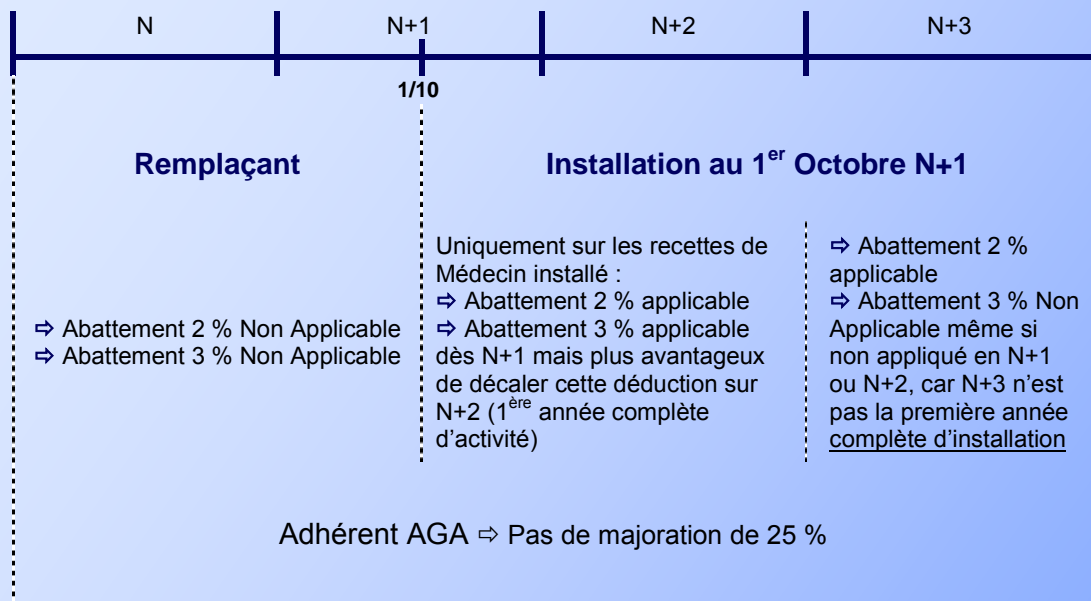 N N+1 N+2 N+3
1/10
Remplaçant
⇨ Abattement 2 % Non Applicable
⇨ Abattement 3 % Non Applicable
Installation au 1er Octobre N+1
Uniquement sur les recettes de
Médecin installé :
⇨ Abattement 2 % applicable
⇨ Abattement 3 % applicable
dès N+1 mais plus avantageux
de décaler cette déduction sur
N+2 (1ère année complète
d’activité)
⇨ Abattement 2 %
applicable
⇨ Abattement 3 % Non
Applicable même si
non appliqué en N+1
ou N+2, car N+3 n’est
pas la première année
complète d’installation
Adhérent AGA ⇨ Pas de majoration de 25 %